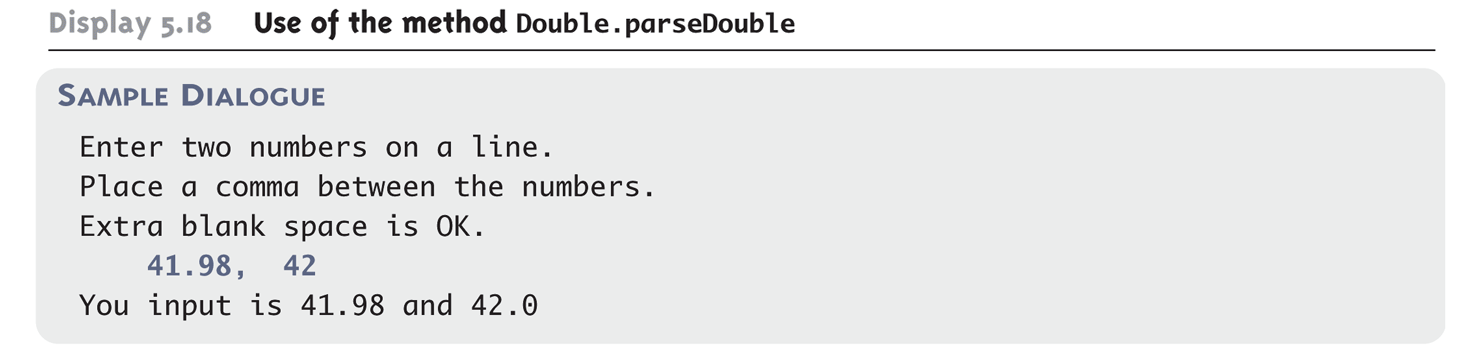 Display 5.18 Use of the method Double.parseDouble
SAMPLE DIALOGUE
Enter two numbers on a line.
Place a comma between the numbers.
Extra blank space is OK.
41.98, 42
You input is 41.98 and 42.0